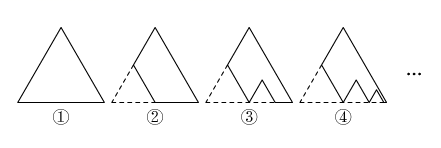 ① ② ③ ④ ...